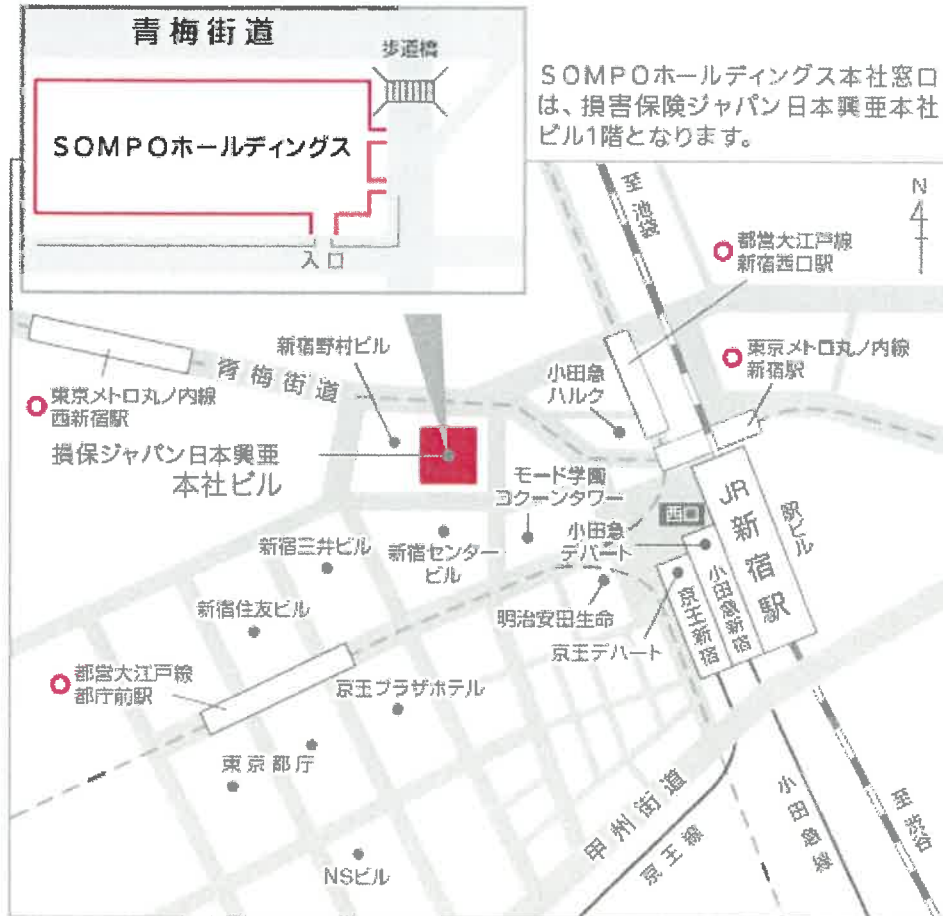 青梅街道
歩道橋
SOMPOホールディングス
入口
SOMPOホールディングス本社窓口
は、損害保険ジャパン日本興亜本社
ビル1階となります。
至池袋
N
都営大江戸線
新宿西口駅
新宿野村ビル
青梅街道
東京メトロ丸ノ内線
西新宿駅
小田急
ハルク
東京メトロ丸ノ内線
新宿駅
損保ジャパン日本興亜
本社ビル
モード学園
コクーンタワー
西口
JR新宿駅
駅ビル
小田急
デパート
新宿三井ビル
新宿センター
ビル
新宿住友ビル
明治安田生命
京王デパート
京王新宿
小田急新宿
都営大江戸線
都庁前駅
京王プラザホテル
東京都庁
甲州街道
京王線
小田急線
至渋谷
NSビル